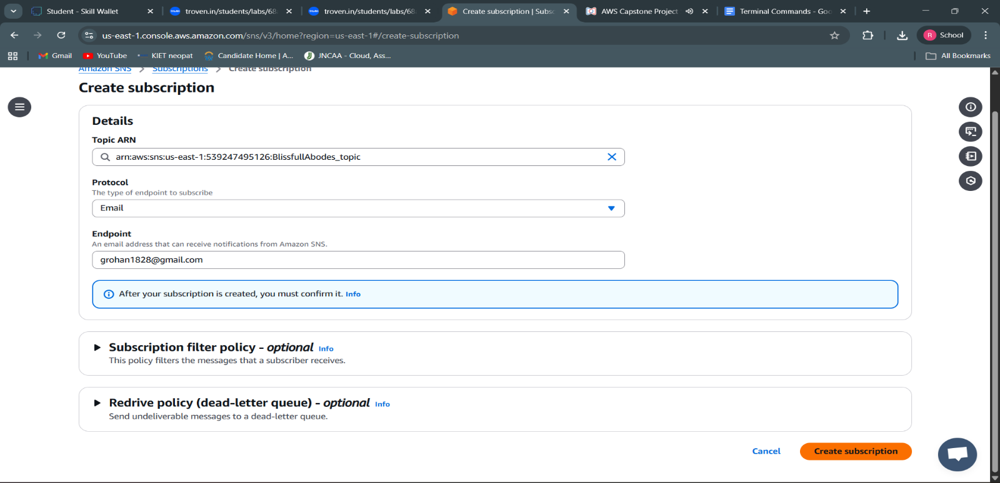 Student - Skill Wallet
troven.in/students/labs/68
troven.in/students/labs/68
Create subscription | Subsc
AWS Capstone Project
Terminal Commands - Goo
us-east-1.console.aws.amazon.com/sns/v3/home?region=us-east-1#/create-subscription
R School
Gmail
YouTube
KIET neopat
Candidate Home | A...
JNCAA - Cloud, Ass...
All Bookmarks
Amazon SNS > Subscriptions > Create subscription
Create subscription
Details
Topic ARN
arn:aws:sns:us-east-1:539247495126:BlissfullAbodes_topic
Protocol
The type of endpoint to subscribe
Email
Endpoint
An email address that can receive notifications from Amazon SNS.
grohan1828@gmail.com
After your subscription is created, you must confirm it. Info
Subscription filter policy - optional Info
This policy filters the messages that a subscriber receives.
Redrive policy (dead-letter queue) - optional Info
Send undeliverable messages to a dead-letter queue.
Cancel
Create subscription